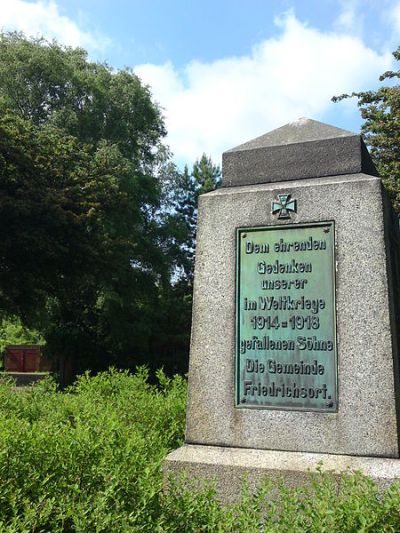 Dem ehrenden
Gedenken
unserer
im Weltkriege
1914=1918
gefallenen Söhne
Die Gemeinde
Friedrichsort.